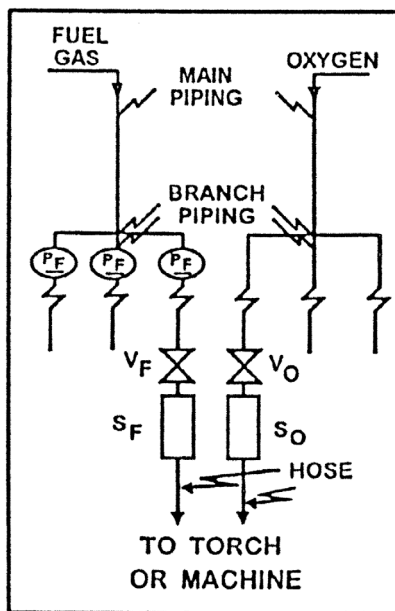 FUEL
GAS
OXYGEN
MAIN
PIPING
BRANCH
PIPING
PF PF PF
VF VO
SF SO
HOSE
TO TORCH
OR MACHINE